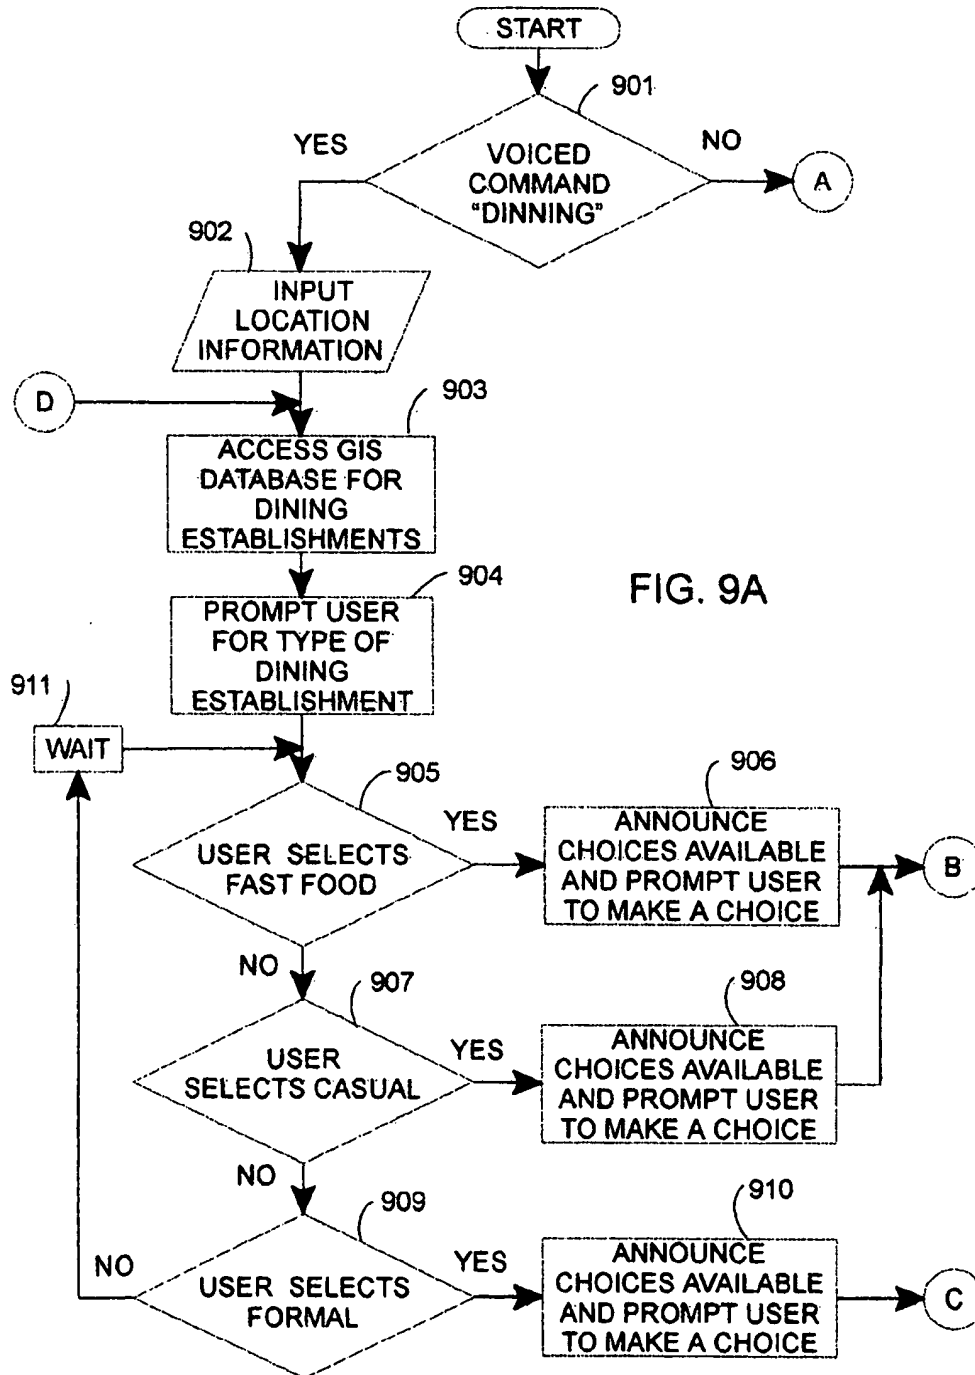 START
901
YES
NO
VOICED
COMMAND
"DINNING"
A
902
INPUT
LOCATION
INFORMATION
D
903
ACCESS GIS
DATABASE FOR
DINING
ESTABLISHMENTS
904
FIG. 9A
PROMPT USER
FOR TYPE OF
DINING
ESTABLISHMENT
911
WAIT
905
USER SELECTS
FAST FOOD
YES
906
ANNOUNCE
CHOICES AVAILABLE
AND PROMPT USER
TO MAKE A CHOICE
B
NO
907
USER
SELECTS CASUAL
YES
908
ANNOUNCE
CHOICES AVAILABLE
AND PROMPT USER
TO MAKE A CHOICE
NO
909
NO
USER SELECTS
FORMAL
YES
910
ANNOUNCE
CHOICES AVAILABLE
AND PROMPT USER
TO MAKE A CHOICE
C